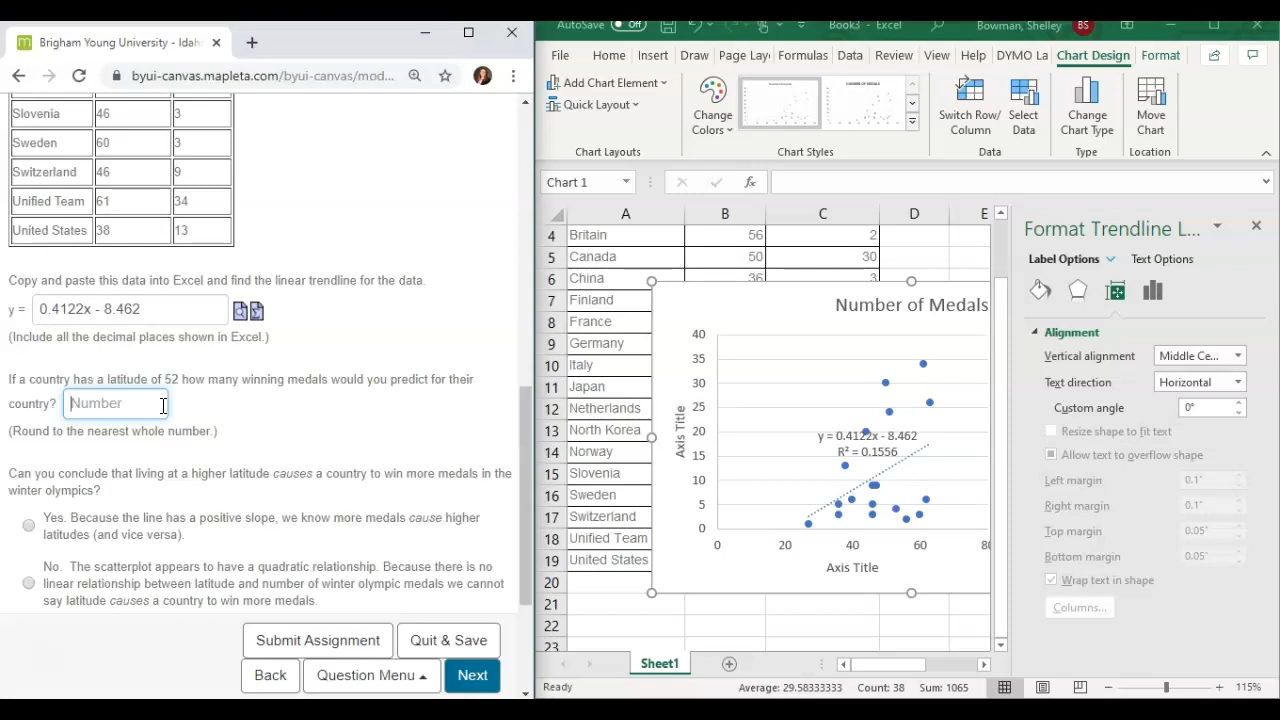 Brigham Young University - Idaho
byui-canvas.mapleta.com/byui-canvas/mod...
Slovenia 46 3
Sweden 60 3
Switzerland 46 9
Unified Team 61 34
United States 38 13
Copy and paste this data into Excel and find the linear trendline for the data.
y = 0.4122x - 8.462
(Include all the decimal places shown in Excel.)
If a country has a latitude of 52 how many winning medals would you predict for their
country? Number
(Round to the nearest whole number.)
Can you conclude that living at a higher latitude causes a country to win more medals in the
winter olympics?
Yes. Because the line has a positive slope, we know more medals cause higher
latitudes (and vice versa).
No. The scatterplot appears to have a quadratic relationship. Because there is no
linear relationship between latitude and number of winter olympic medals we cannot
say latitude causes a country to win more medals.
Submit Assignment Quit & Save
Back Question Menu Next
AutoSave Off Book3 - Excel Bowman, Shelley BS
File Home Insert Draw Page Lay Formulas Data Review View Help DYMO La Chart Design Format
Add Chart Element
Quick Layout
Chart Layouts
Change
Colors
Chart Styles
Switch Row/
Column
Select
Data
Data
Change
Chart Type
Type
Move
Chart
Location
Chart 1 fx
A B C D E
4 Britain 56 2
5 Canada 50 30
6 China 36 3
7 Finland
8 France
9 Germany
10 Italy
11 Japan
12 Netherlands
13 North Korea
14 Norway
15 Slovenia
16 Sweden
17 Switzerland
18 Unified Team
19 United States
20
21
22
23
Number of Medals
40
35
30
25
20
15
10
5
0
0 20 40 60 80
Axis Title
Axis Title
y = 0.4122x - 8.462
R² = 0.1556
Sheet1
Ready Average: 29.58333333 Count: 38 Sum: 1065 115%
Format Trendline L...
Label Options Text Options
Alignment
Vertical alignment Middle Ce...
Text direction Horizontal
Custom angle 0°
Resize shape to fit text
Allow text to overflow shape
Left margin 0.1"
Right margin 0.1"
Top margin 0.05"
Bottom margin 0.05"
Wrap text in shape
Columns...